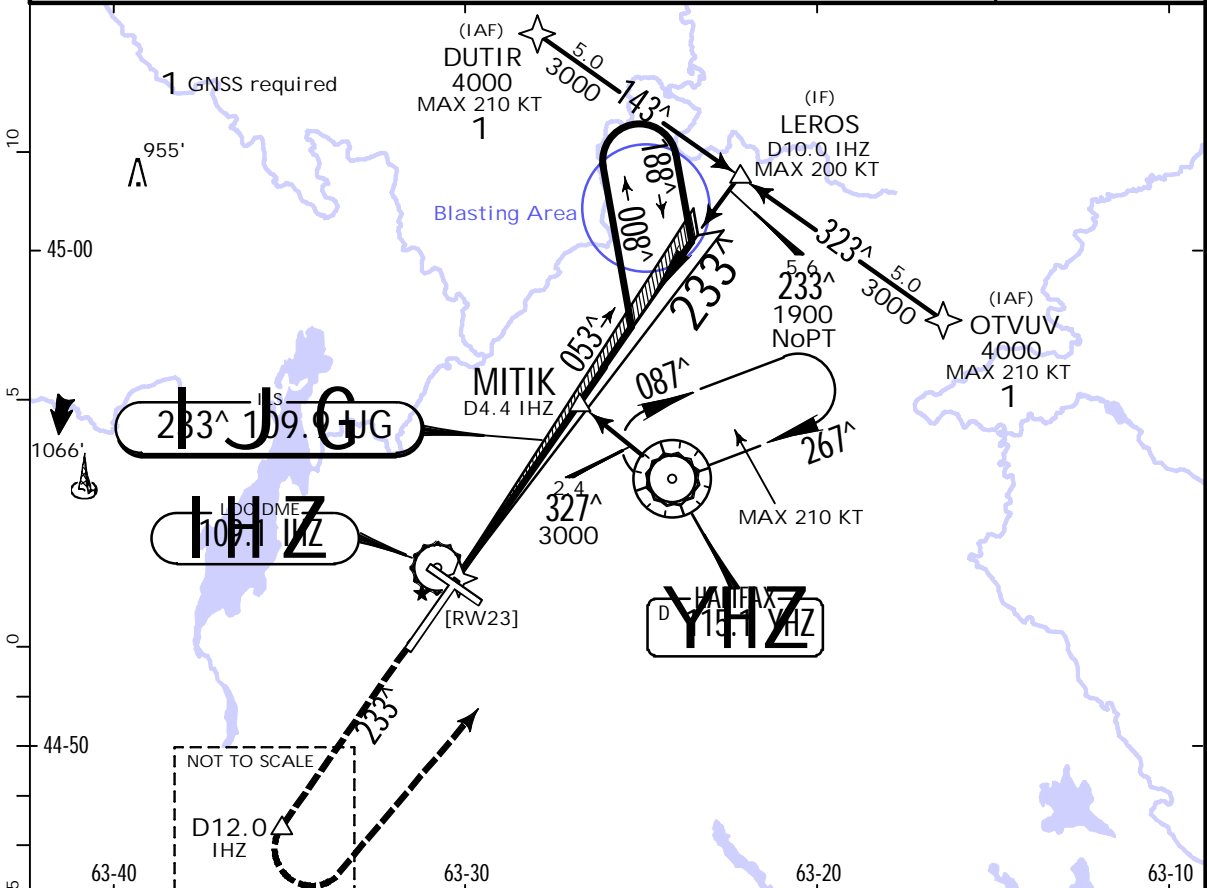 (IAF)
DUTIR
4000
MAX 210 KT
1
5.0
3000
143^
1 GNSS required
(IF)
LEROS
D10.0 IHZ
MAX 200 KT
10
955'
188^
008^
Blasting Area
45-00
323^
5.0
3000
233^
5.6
233^
1900
NoPT
(IAF)
OTVUV
4000
MAX 210 KT
1
053^
MITIK
D4.4 IHZ
087^
267^
5
ILS
233^ 109.9 IJG
IJG
1066'
2.4
327^
3000
MAX 210 KT
LOC DME
109.1 IHZ
IHZ
[RW23]
HALIFAX
D 115.1 YHZ
YHZ
0
233^
44-50
NOT TO SCALE
D12.0
IHZ
5
63-40
63-30
63-20
63-10